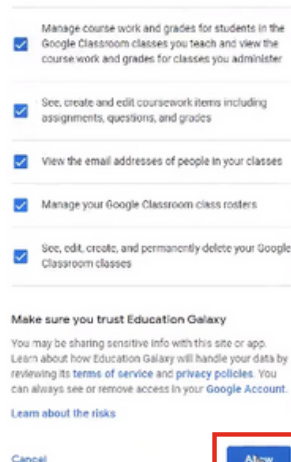 Manage course work and grades for students in the
Google Classroom classes you teach and view the
course work and grades for classes you administer
See, create and edit coursework items including
assignments, questions, and grades
View the email addresses of people in your classes
Manage your Google Classroom class rosters
See, edit, create, and permanently delete your Google
Classroom classes
Make sure you trust Education Galaxy
You may be sharing sensitive info with this site or app.
Learn about how Education Galaxy will handle your data by
reviewing its terms of service and privacy policies. You
can always see or remove access in your Google Account.
Learn about the risks
Cancel
Allow